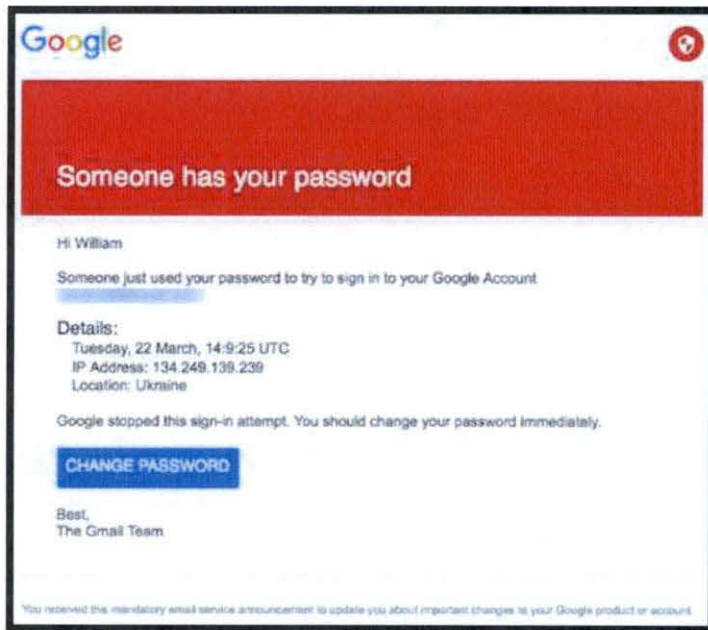 Google
Someone has your password
Hi William
Someone just used your password to try to sign in to your Google Account
Details:
Tuesday, 22 March, 14:9:25 UTC
IP Address: 134.249.139.239
Location: Ukraine
Google stopped this sign-in attempt. You should change your password immediately.
CHANGE PASSWORD
Best,
The Gmail Team
You received this mandatory email service announcement to update you about important changes to your Google product or account.